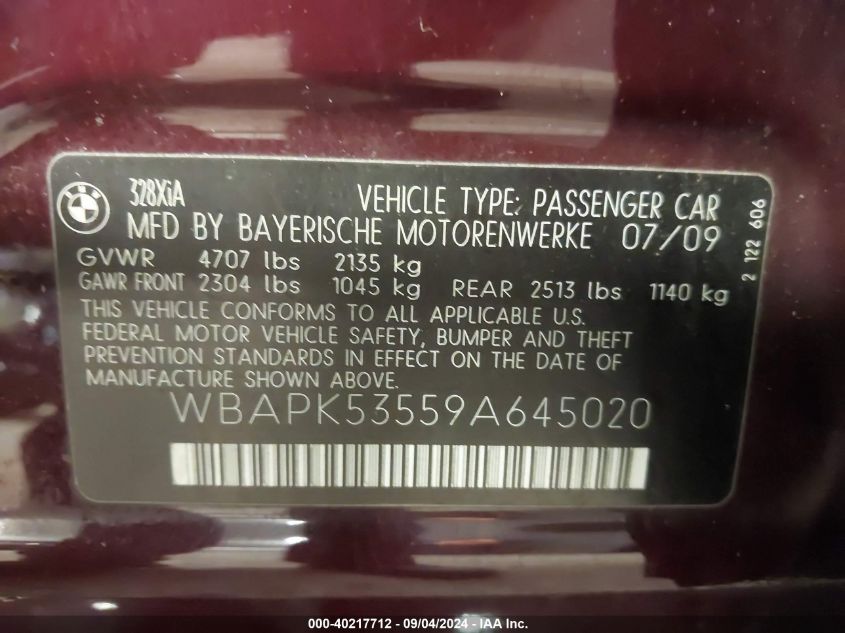 328XiA
VEHICLE TYPE: PASSENGER CAR
MFD BY BAYERISCHE MOTORENWERKE 07/09
GVWR 4707 lbs 2135 kg
GAWR FRONT 2304 lbs 1045 kg REAR 2513 lbs 1140 kg
THIS VEHICLE CONFORMS TO ALL APPLICABLE U.S.
FEDERAL MOTOR VEHICLE SAFETY, BUMPER AND THEFT
PREVENTION STANDARDS IN EFFECT ON THE DATE OF
MANUFACTURE SHOWN ABOVE.
WBAPK53559A645020
2 122 606
000-40217712 - 09/04/2024 - IAA Inc.